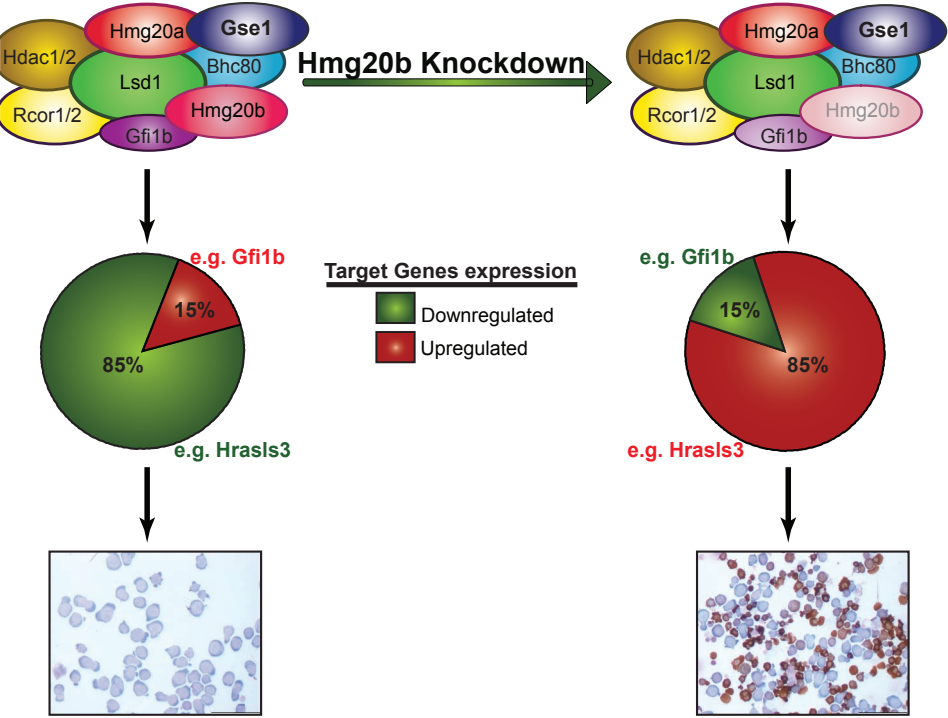 Hmg20a
Gse1
Hdac1/2
Bhc80
Lsd1
Rcor1/2
Hmg20b
Gfi1b
Hmg20b Knockdown
Hmg20a
Gse1
Hdac1/2
Bhc80
Lsd1
Rcor1/2
Hmg20b
Gfi1b
e.g. Gfi1b
15%
85%
e.g. Hrasls3
Target Genes expression
Downregulated
Upregulated
e.g. Gfi1b
15%
85%
e.g. Hrasls3